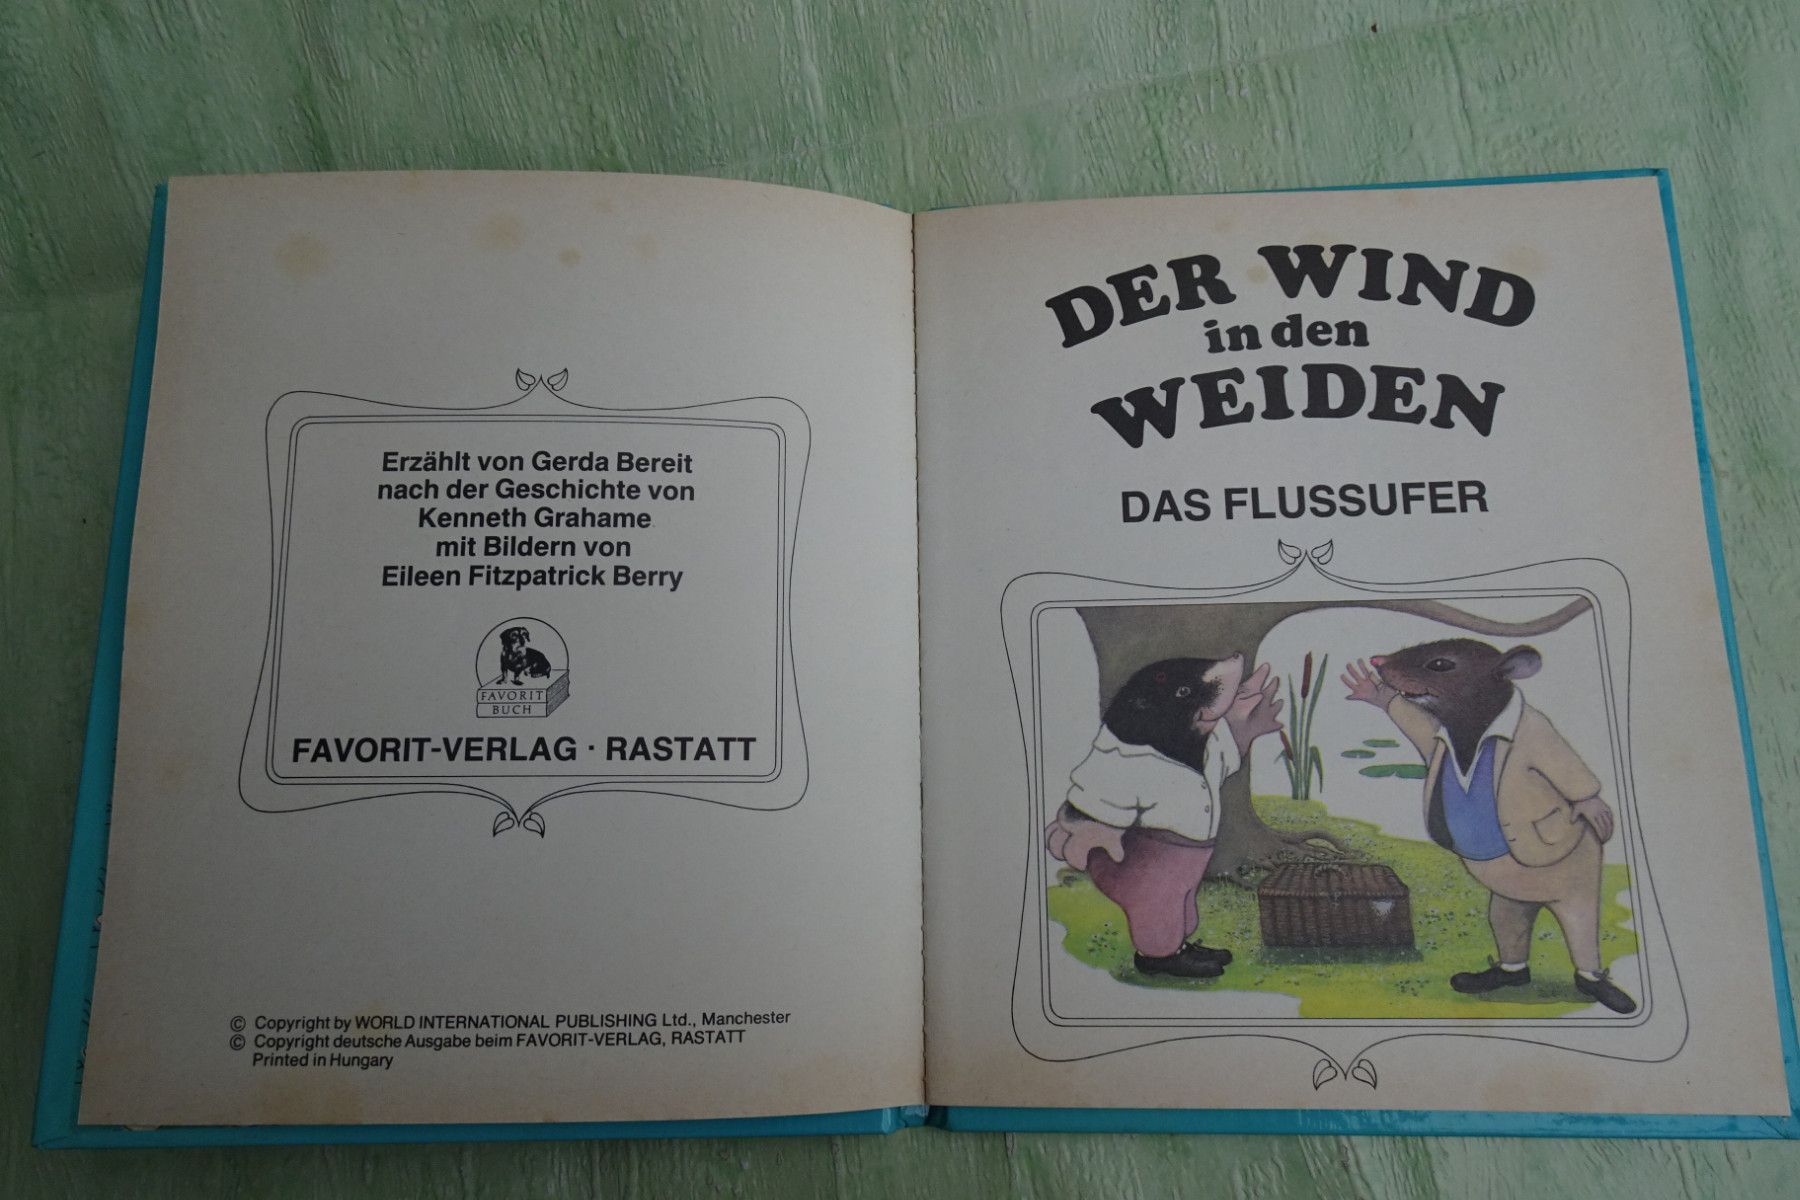 Erzählt von Gerda Bereit
nach der Geschichte von
Kenneth Grahame
mit Bildern von
Eileen Fitzpatrick Berry
FAVORIT
BUCH
FAVORIT-VERLAG · RASTATT
© Copyright by WORLD INTERNATIONAL PUBLISHING Ltd., Manchester
© Copyright deutsche Ausgabe beim FAVORIT-VERLAG, RASTATT
Printed in Hungary
DER WIND
in den
WEIDEN
DAS FLUSSUFER